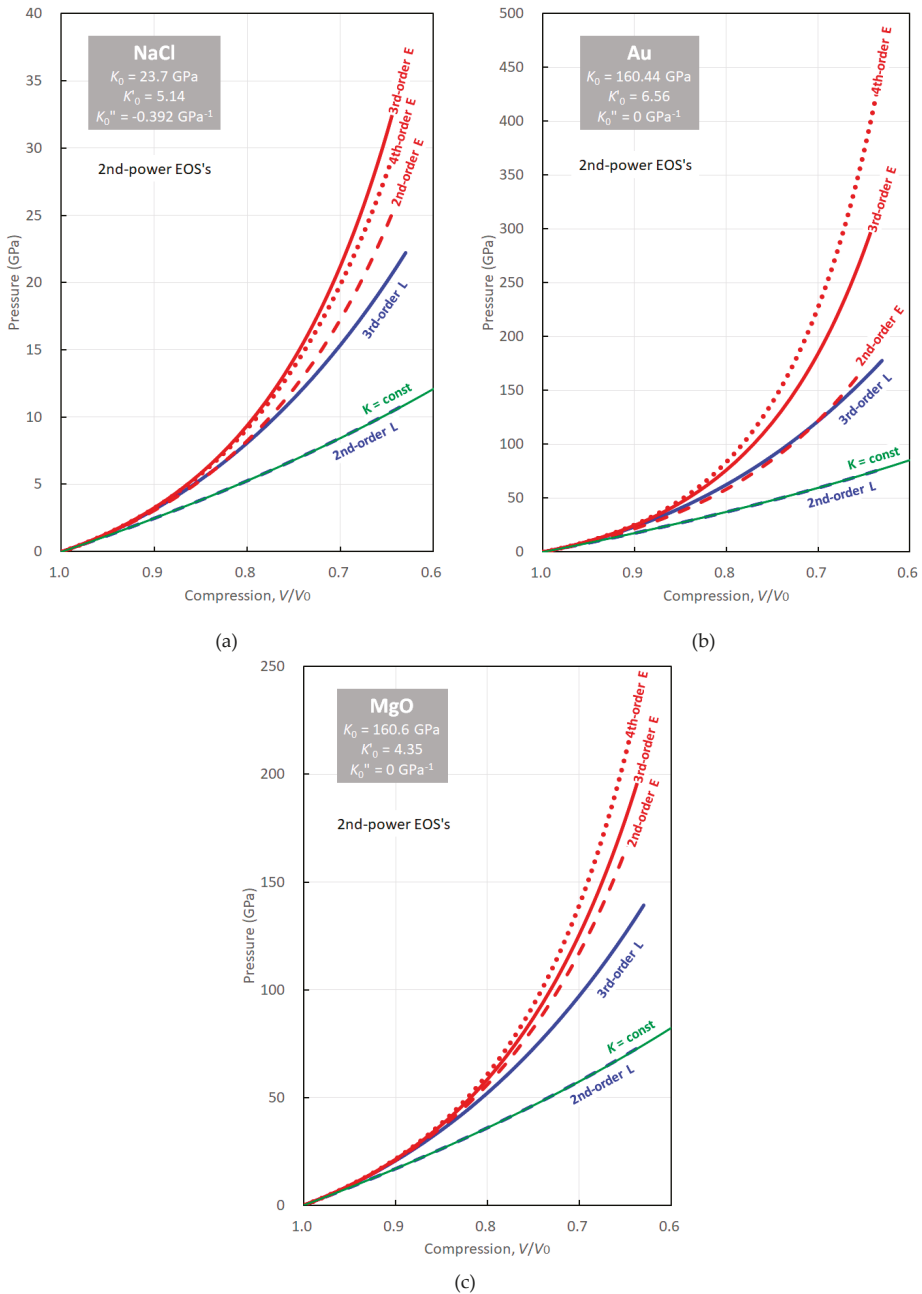 NaCl
K₀ = 23.7 GPa
K'₀ = 5.14
K₀'' = -0.392 GPa⁻¹
2nd-power EOS's
3rd-order E
4th-order E
2nd-order E
3rd-order L
K = const
2nd-order L
40
35
30
25
20
15
10
5
0
Pressure (GPa)
1.0 0.9 0.8 0.7 0.6
Compression, V/V0
(a)
Au
K₀ = 160.44 GPa
K'₀ = 6.56
K₀'' = 0 GPa⁻¹
2nd-power EOS's
4th-order E
3rd-order E
2nd-order E
3rd-order L
K = const
2nd-order L
500
450
400
350
300
250
200
150
100
50
0
Pressure (GPa)
1.0 0.9 0.8 0.7 0.6
Compression, V/V0
(b)
MgO
K₀ = 160.6 GPa
K'₀ = 4.35
K₀'' = 0 GPa⁻¹
2nd-power EOS's
4th-order E
3rd-order E
2nd-order E
3rd-order L
K = const
2nd-order L
250
200
150
100
50
0
Pressure (GPa)
1.0 0.9 0.8 0.7 0.6
Compression, V/V0
(c)